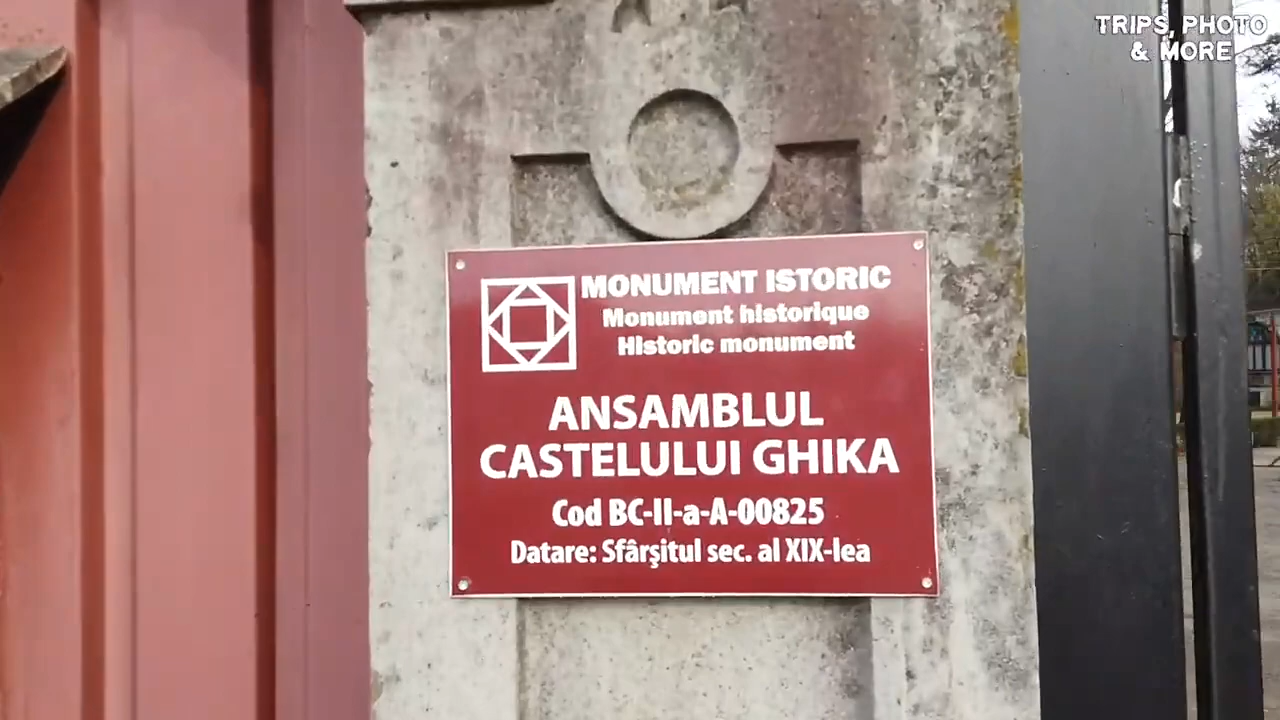 TRIPS, PHOTO
& MORE
MONUMENT ISTORIC
Monument historique
Historic monument
ANSAMBLUL
CASTELULUI GHIKA
Cod BC-II-a-A-00825
Datare: Sfârşitul sec. al XIX-lea